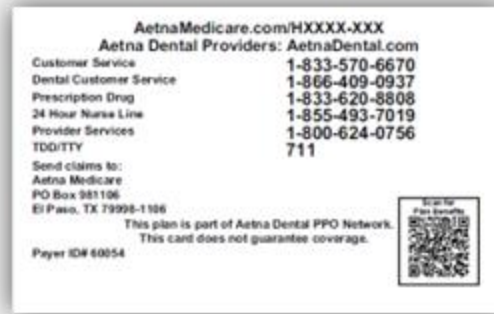 AetnaMedicare.com/HXXXX-XXX
Aetna Dental Providers: AetnaDental.com
Customer Service 1-833-570-6670
Dental Customer Service 1-866-409-0937
Prescription Drug 1-833-620-8808
24 Hour Nurse Line 1-855-493-7019
Provider Services 1-800-624-0756
TDD/TTY 711
Send claims to:
Aetna Medicare
PO Box 981106
El Paso, TX 79998-1106
This plan is part of Aetna Dental PPO Network.
This card does not guarantee coverage.
Payer ID# 60054
Scan for
Plan Benefits